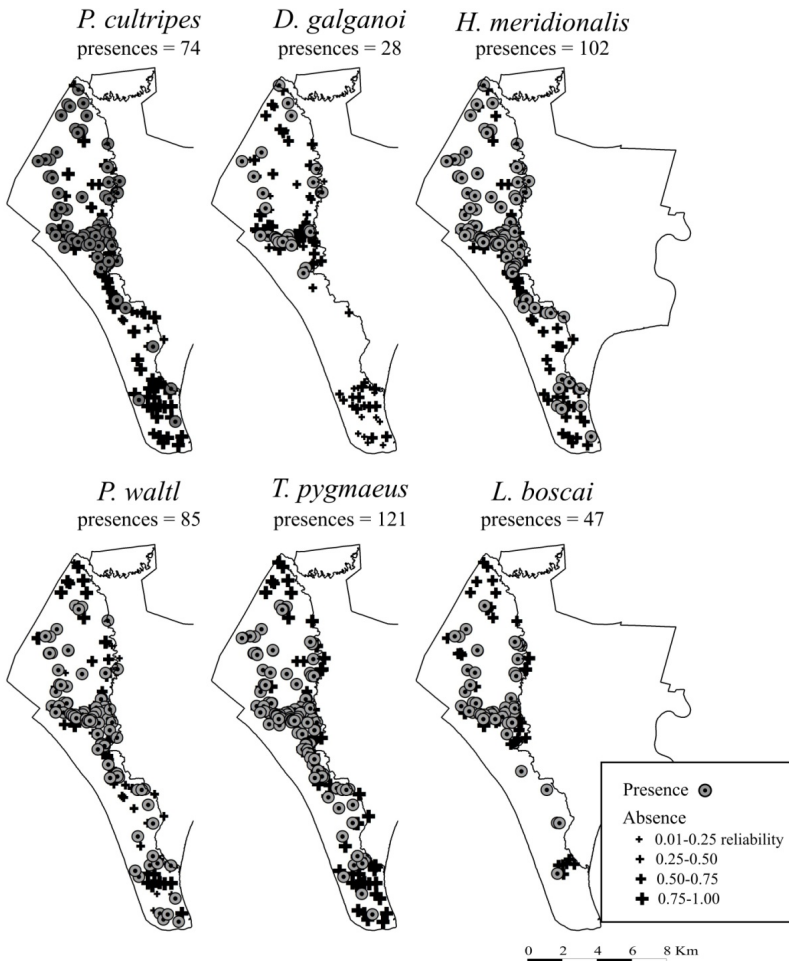 P. cultripes
presences = 74
D. galganoi
presences = 28
H. meridionalis
presences = 102
P. waltl
presences = 85
T. pygmaeus
presences = 121
L. boscai
presences = 47
Presence
Absence
0.01-0.25 reliability
0.25-0.50
0.50-0.75
0.75-1.00
0 2 4 6 8 Km